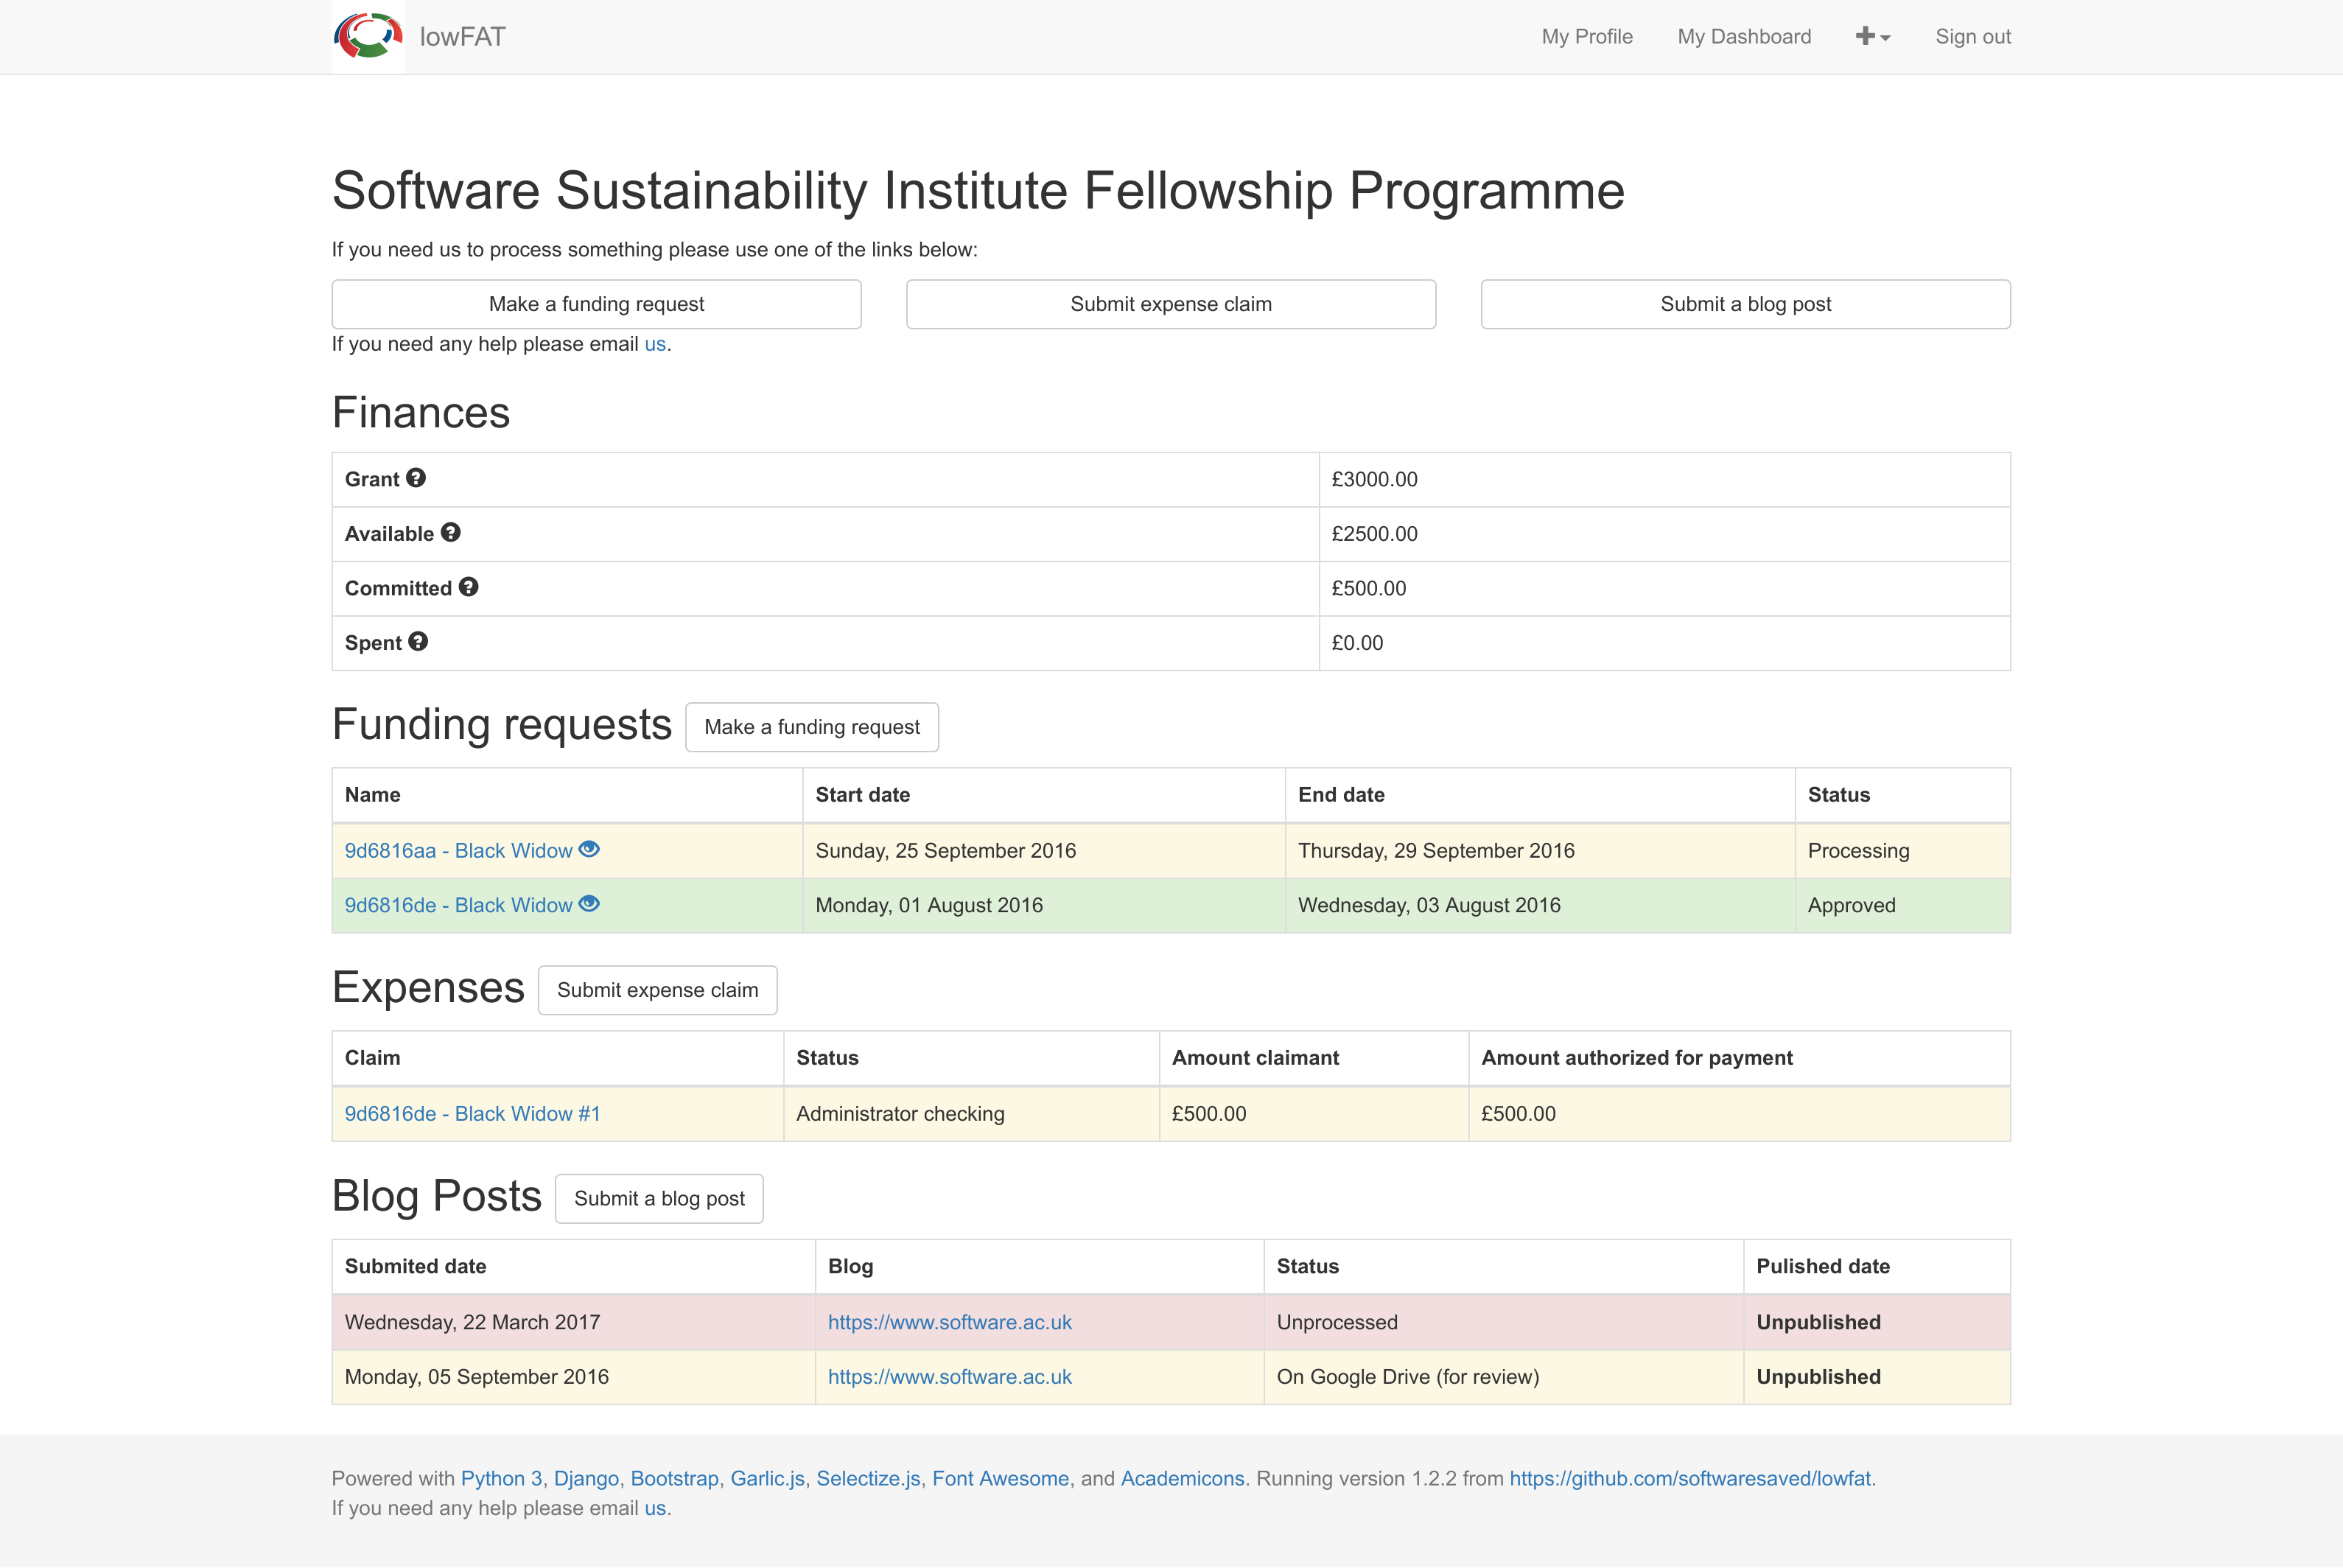 lowFAT My Profile My Dashboard Sign out
Software Sustainability Institute Fellowship Programme
If you need us to process something please use one of the links below:
Make a funding request Submit expense claim Submit a blog post
If you need any help please email us.
Finances
Grant £3000.00
Available £2500.00
Committed £500.00
Spent £0.00
Funding requests Make a funding request
Name Start date End date Status
9d6816aa - Black Widow Sunday, 25 September 2016 Thursday, 29 September 2016 Processing
9d6816de - Black Widow Monday, 01 August 2016 Wednesday, 03 August 2016 Approved
Expenses Submit expense claim
Claim Status Amount claimant Amount authorized for payment
9d6816de - Black Widow #1 Administrator checking £500.00 £500.00
Blog Posts Submit a blog post
Submited date Blog Status Pulished date
Wednesday, 22 March 2017 https://www.software.ac.uk Unprocessed Unpublished
Monday, 05 September 2016 https://www.software.ac.uk On Google Drive (for review) Unpublished
Powered with Python 3, Django, Bootstrap, Garlic.js, Selectize.js, Font Awesome, and Academicons. Running version 1.2.2 from https://github.com/softwaresaved/lowfat.
If you need any help please email us.